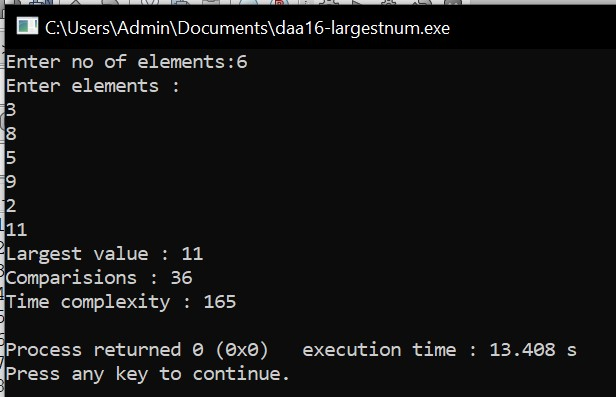 C:\Users\Admin\Documents\daa16-largestnum.exe
Enter no of elements:6
Enter elements :
3
8
5
9
2
11
Largest value : 11
Comparisions : 36
Time complexity : 165
Process returned 0 (0x0)   execution time : 13.408 s
Press any key to continue.